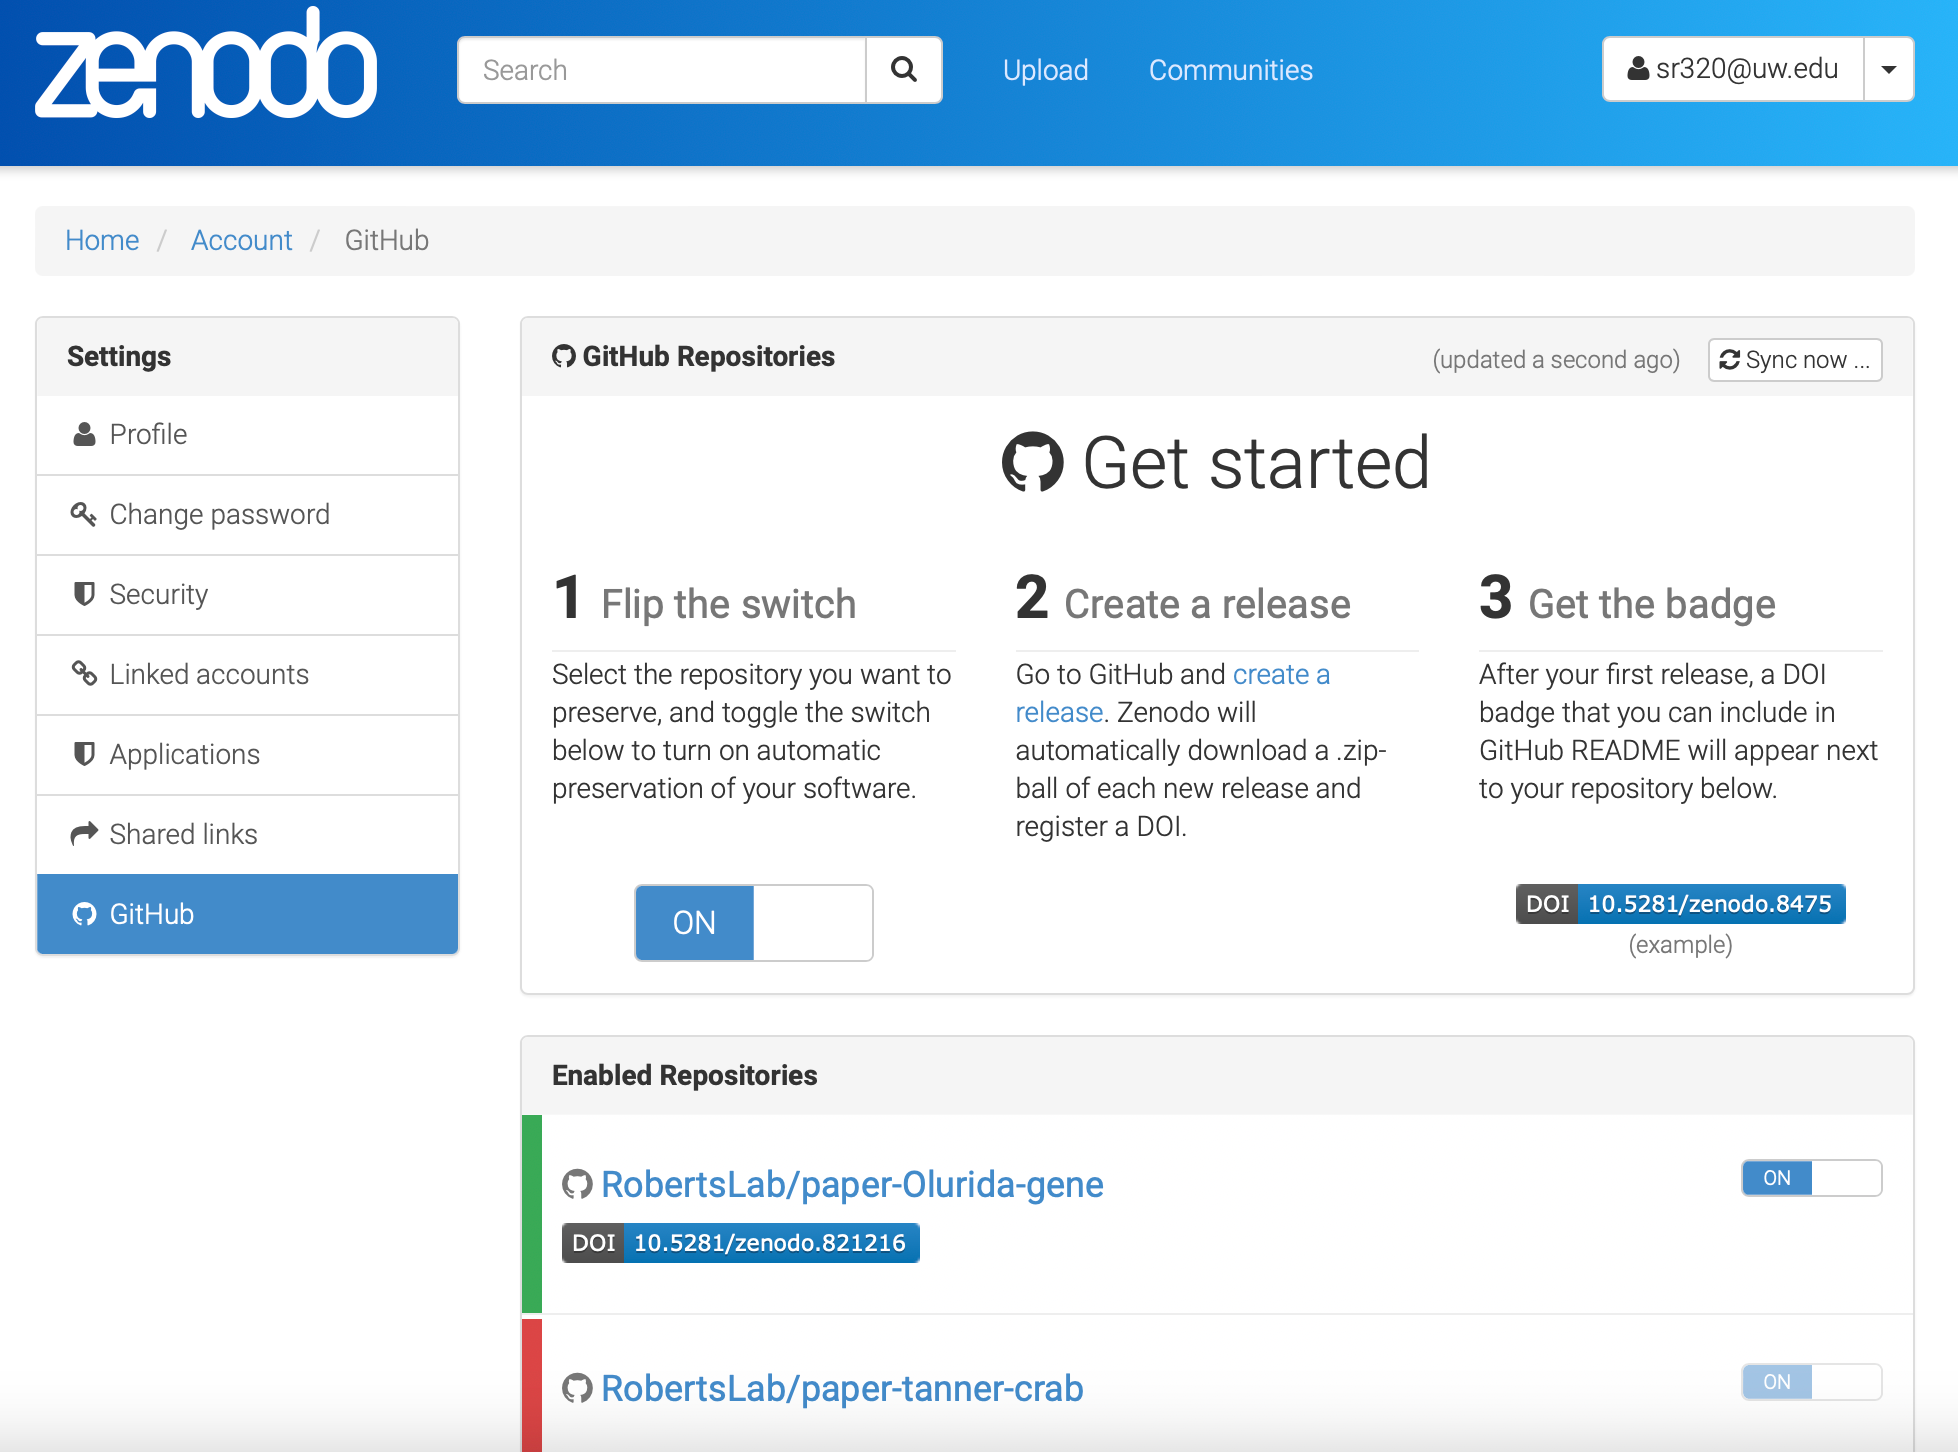 zenodo
Search
Upload
Communities
sr320@uw.edu
Home / Account / GitHub
Settings
Profile
Change password
Security
Linked accounts
Applications
Shared links
GitHub
GitHub Repositories
(updated a second ago)
Sync now ...
Get started
1 Flip the switch
Select the repository you want to
preserve, and toggle the switch
below to turn on automatic
preservation of your software.
ON
2 Create a release
Go to GitHub and create a
release. Zenodo will
automatically download a .zip-
ball of each new release and
register a DOI.
3 Get the badge
After your first release, a DOI
badge that you can include in
GitHub README will appear next
to your repository below.
DOI 10.5281/zenodo.8475
(example)
Enabled Repositories
RobertsLab/paper-Olurida-gene
ON
DOI 10.5281/zenodo.821216
RobertsLab/paper-tanner-crab
ON